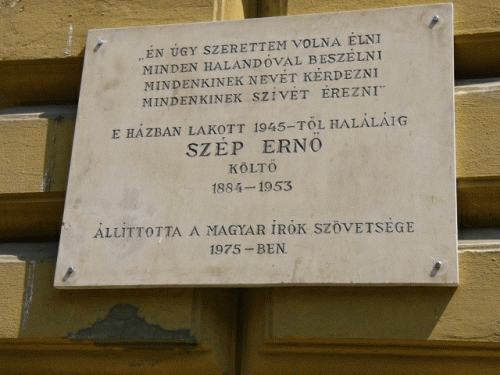 „ÉN ÚGY SZERETTEM VOLNA ÉLNI
MINDEN HALANDÓVAL BESZÉLNI
MINDENKINEK NEVÉT KÉRDEZNI
MINDENKINEK SZÍVÉT ÉREZNI"
E HÁZBAN LAKOTT 1945-TŐL HALÁLÁIG
SZÉP ERNŐ
KÖLTŐ
1884-1953
ÁLLÍTTOTTA A MAGYAR ÍRÓK SZÖVETSÉGE
1975-BEN.